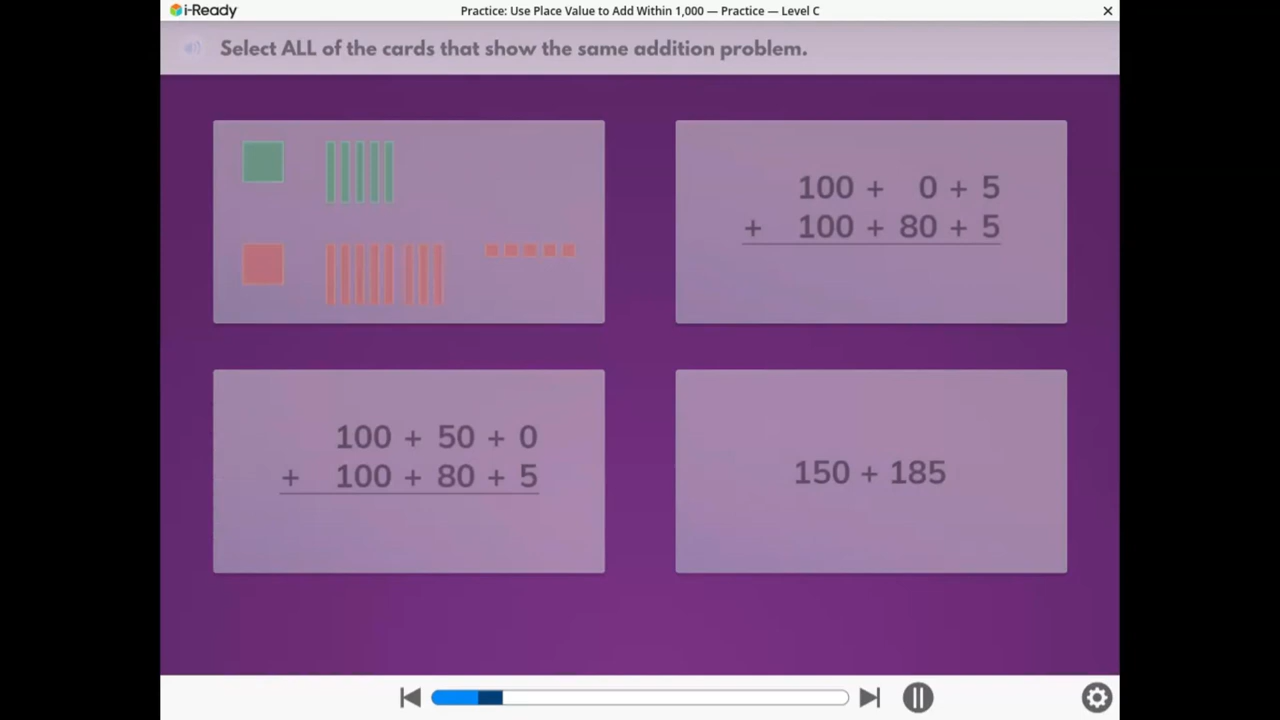 i-Ready
Practice: Use Place Value to Add Within 1,000 — Practice — Level C
Select ALL of the cards that show the same addition problem.
100 + 0 + 5
+ 100 + 80 + 5
100 + 50 + 0
+ 100 + 80 + 5
150 + 185